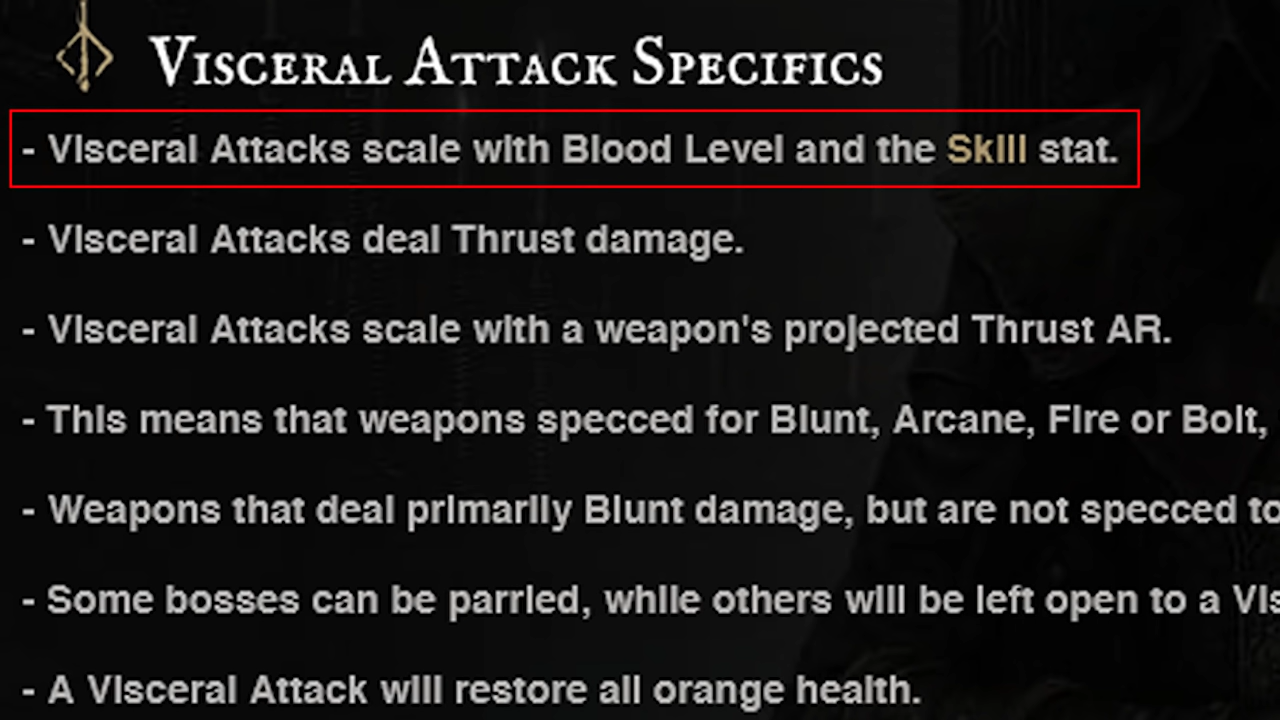 Visceral Attack Specifics
- Visceral Attacks scale with Blood Level and the Skill stat.
- Visceral Attacks deal Thrust damage.
- Visceral Attacks scale with a weapon's projected Thrust AR.
- This means that weapons specced for Blunt, Arcane, Fire or Bolt,
- Weapons that deal primarily Blunt damage, but are not specced to
- Some bosses can be parried, while others will be left open to a Vis
- A Visceral Attack will restore all orange health.